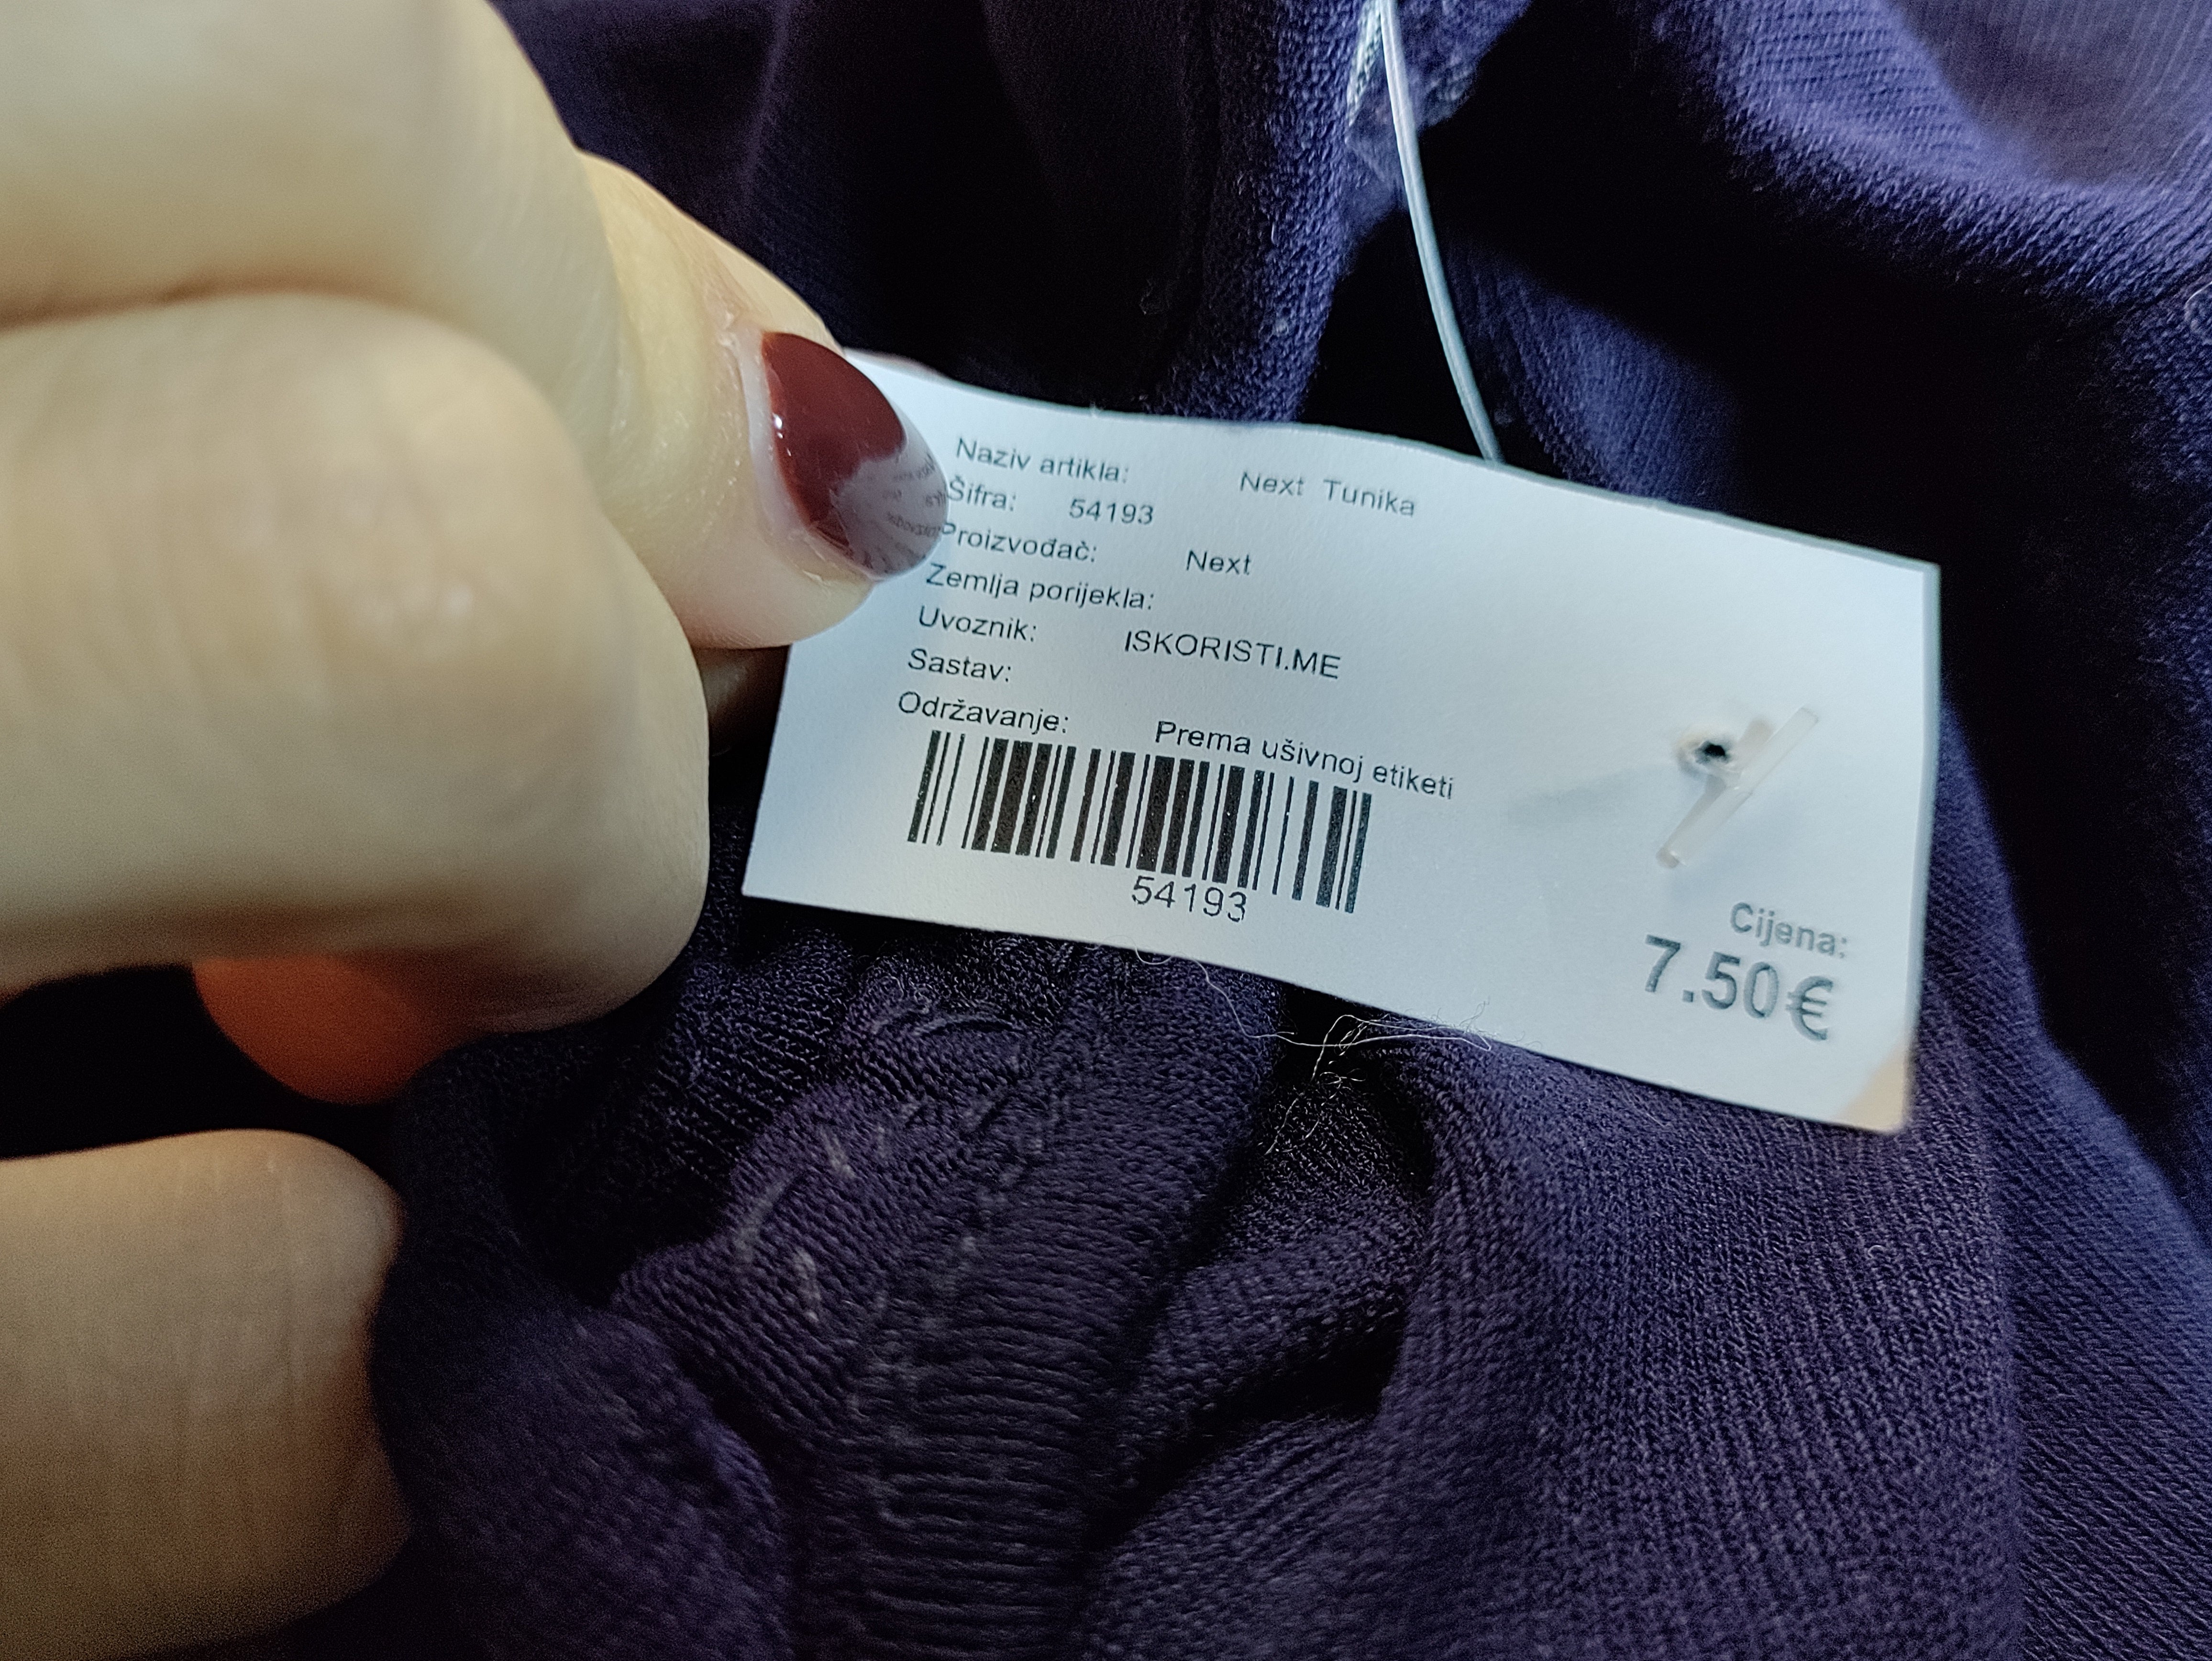 Naziv artikla: Next Tunika
Šifra: 54193
Proizvođač: Next
Zemlja porijekla:
Uvoznik: ISKORISTI.ME
Sastav:
Održavanje: Prema ušivnoj etiketi
54193
Cijena:
7.50€